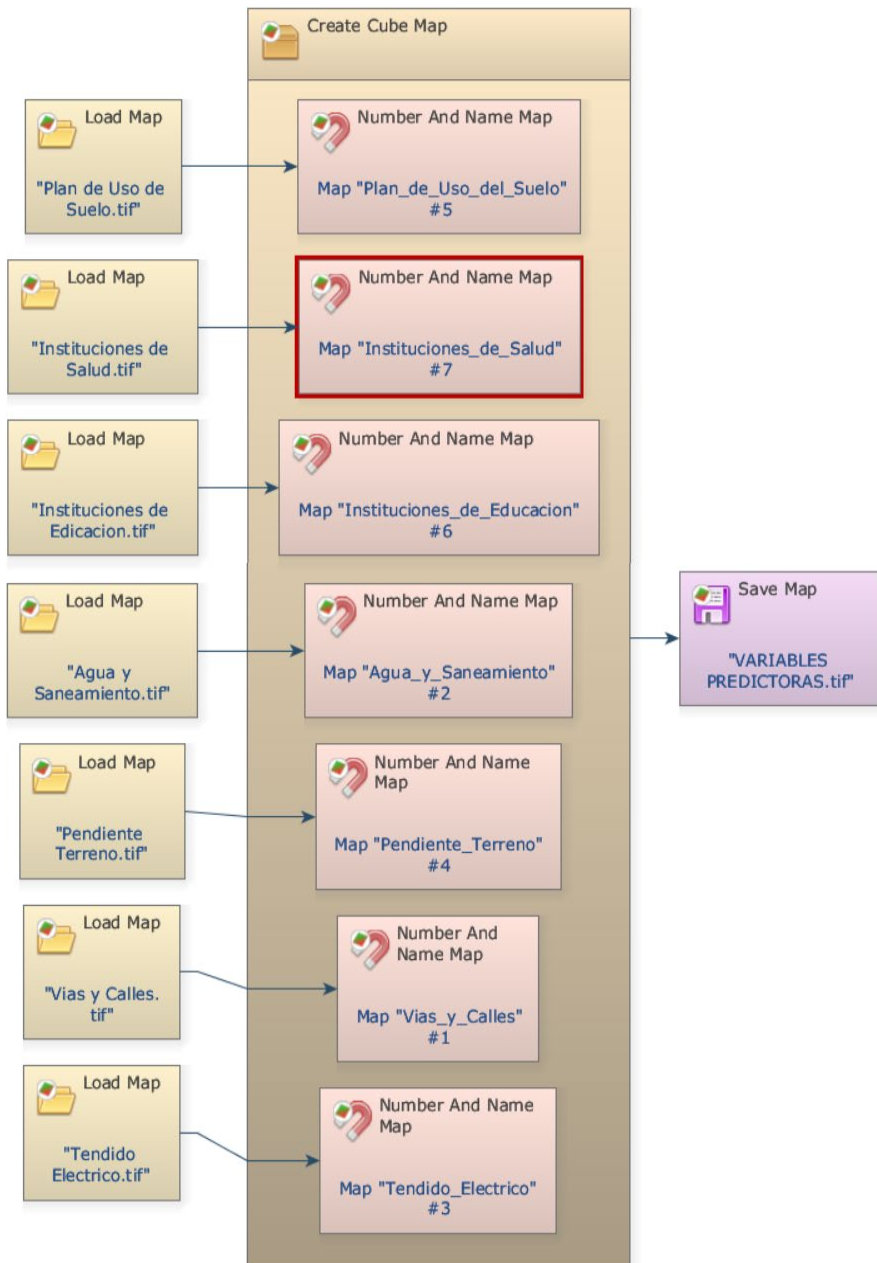 Create Cube Map
Load Map
"Plan de Uso de
Suelo.tif"
Number And Name Map
Map "Plan_de_Uso_del_Suelo"
#5
Load Map
"Instituciones de
Salud.tif"
Number And Name Map
Map "Instituciones_de_Salud"
#7
Load Map
"Instituciones de
Edicacion.tif"
Number And Name Map
Map "Instituciones_de_Educacion"
#6
Load Map
"Agua y
Saneamiento.tif"
Number And Name Map
Map "Agua_y_Saneamiento"
#2
Save Map
"VARIABLES
PREDICTORAS.tif"
Load Map
"Pendiente
Terreno.tif"
Number And Name
Map
Map "Pendiente_Terreno"
#4
Load Map
"Vias y Calles.
tif"
Number And
Name Map
Map "Vias_y_Calles"
#1
Load Map
"Tendido
Electrico.tif"
Number And Name
Map
Map "Tendido_Electrico"
#3